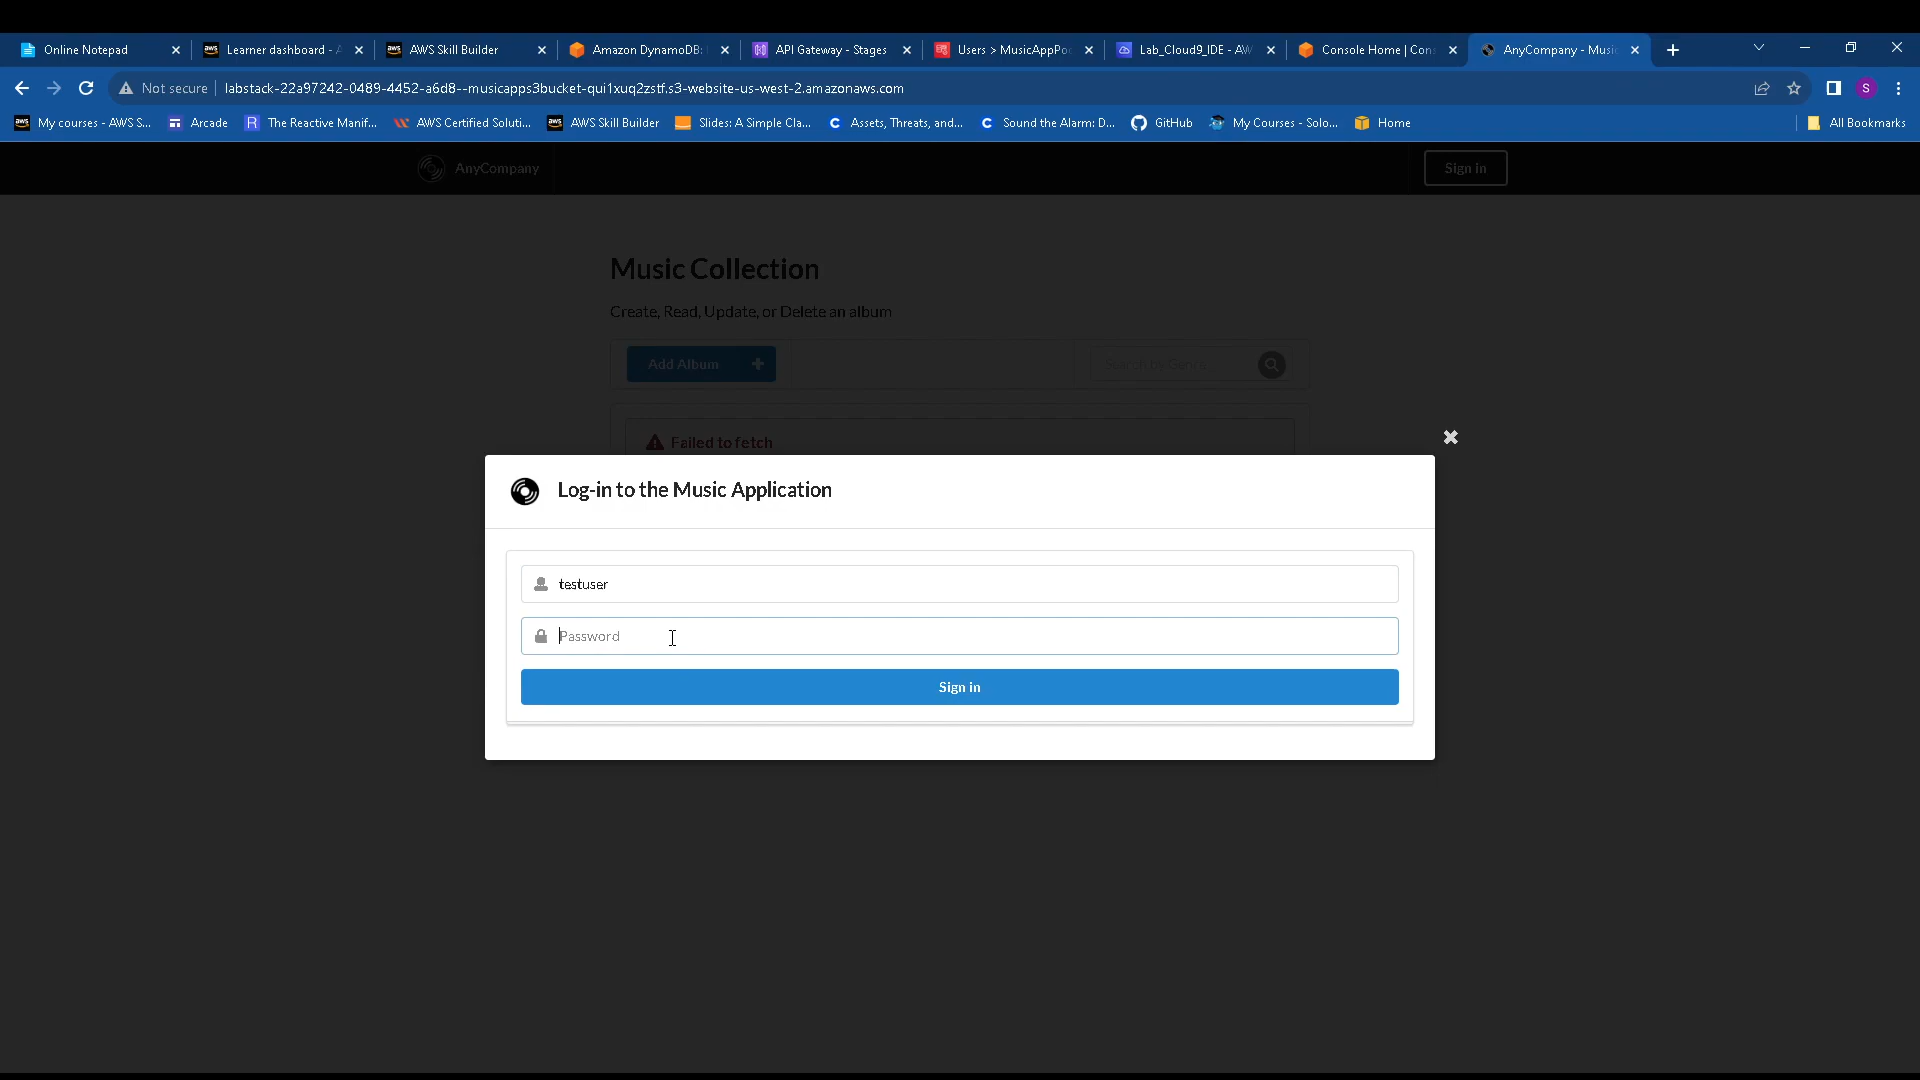 Online Notepad
Learner dashboard - A
AWS Skill Builder
Amazon DynamoDB:
API Gateway - Stages
Users > MusicAppPoo
Lab_Cloud9_IDE - AW
Console Home | Con
AnyCompany - Music
Not secure
labstack-22a97242-0489-4452-a6d8--musicapps3bucket-qui1xuq2zstf.s3-website-us-west-2.amazonaws.com
S
My courses - AWS S...
Arcade
The Reactive Manif...
AWS Certified Soluti...
AWS Skill Builder
Slides: A Simple Cla...
Assets, Threats, and...
Sound the Alarm: D...
GitHub
My Courses - Solo...
Home
All Bookmarks
AnyCompany
Sign in
Music Collection
Create, Read, Update, or Delete an album
Add Album
Search by Genre...
Failed to fetch
Log-in to the Music Application
testuser
Password
Sign in